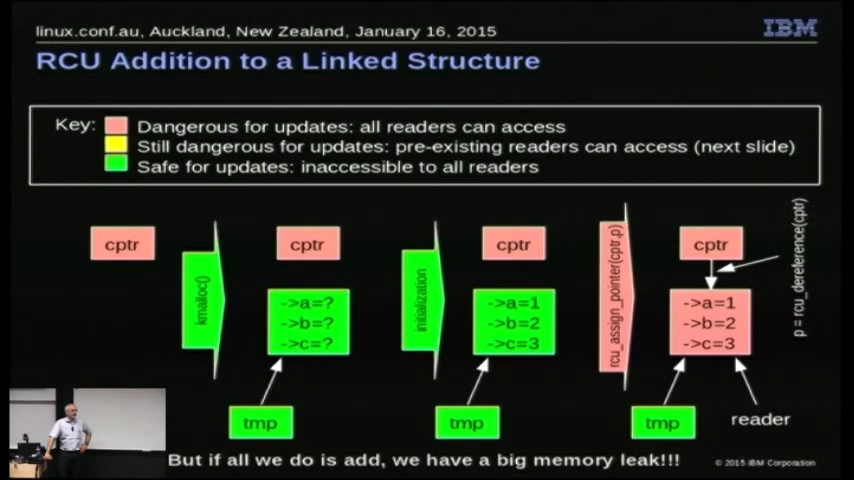 linux.conf.au, Auckland, New Zealand, January 16, 2015
IBM
RCU Addition to a Linked Structure
Key:
Dangerous for updates: all readers can access
Still dangerous for updates: pre-existing readers can access (next slide)
Safe for updates: inaccessible to all readers
cptr
kmalloc()
cptr
->a=?
->b=?
->c=?
tmp
initialization
cptr
->a=1
->b=2
->c=3
tmp
rcu_assign_pointer(cptr,p)
cptr
->a=1
->b=2
->c=3
tmp
reader
p = rcu_dereference(cptr)
But if all we do is add, we have a big memory leak!!!
© 2015 IBM Corporation